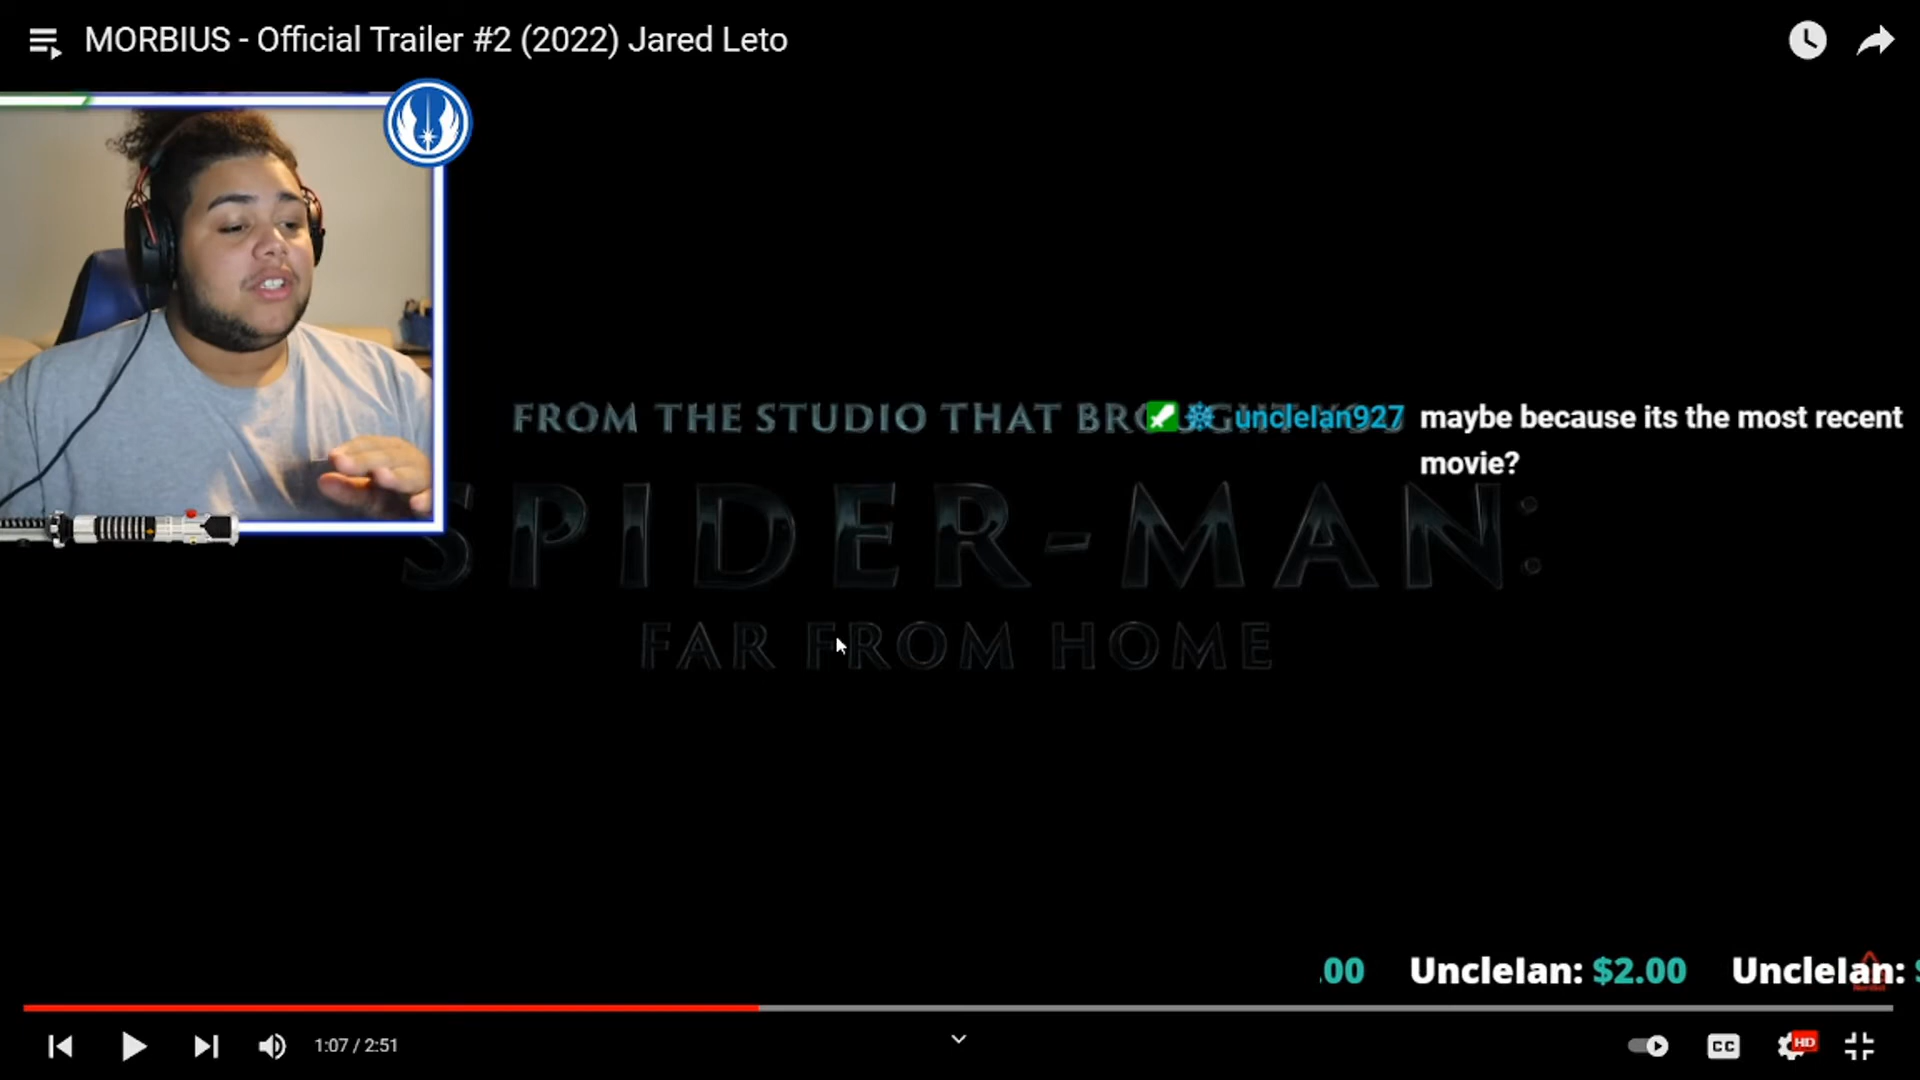 MORBIUS - Official Trailer #2 (2022) Jared Leto
FROM THE STUDIO THAT
unclelan927 maybe because its the most recent
movie?
SPIDER-MAN:
FAR FROM HOME
.00 Unclelan: $2.00 Unclelan:
1:07 / 2:51
CC
HD